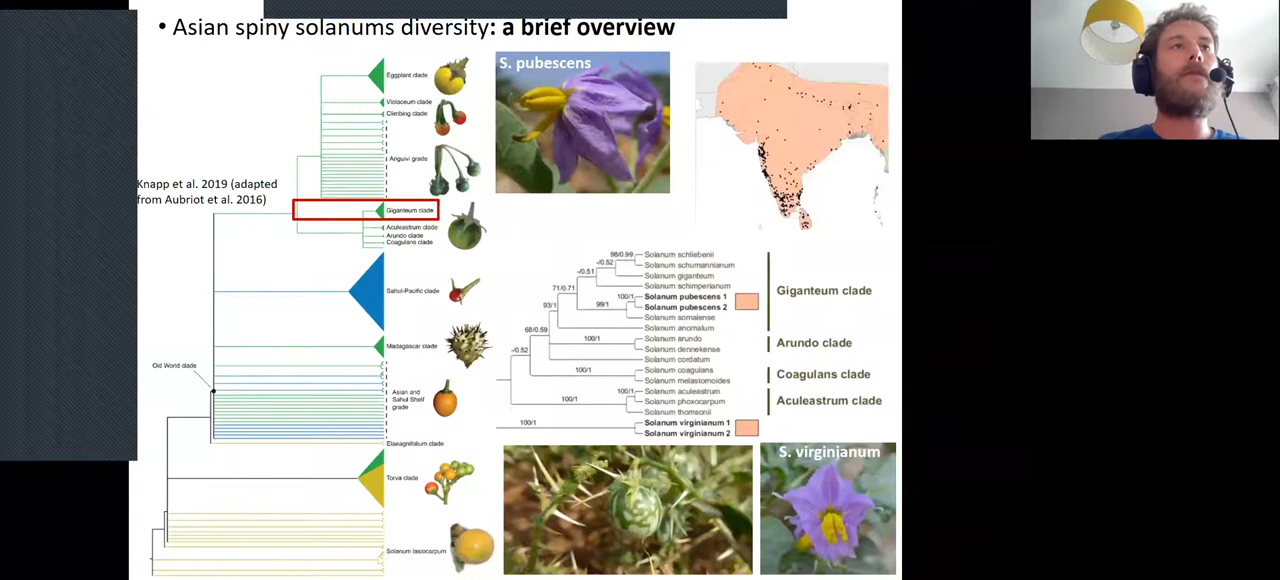 • Asian spiny solanums diversity: a brief overview
Eggplant clade
Violaceum clade
Climbing clade
Anguivi grade
Knapp et al. 2019 (adapted
from Aubriot et al. 2016)
Giganteum clade
Aculeastrum clade
Arundo clade
Coagulans clade
Sahul-Pacific clade
Madagascar clade
Old World clade
Asian and
Sahul Shelf
grade
Elaeagnifolium clade
Torva clade
Solanum lasiocarpum
S. pubescens
98/0.99
Solanum schliebenii
-/0.52
Solanum schumannianum
-/0.51
Solanum giganteum
71/0.71
Solanum schimperianum
100/1
Solanum pubescens 1
99/1
Solanum pubescens 2
93/1
Solanum somalense
Solanum anomalum
68/0.59
100/1
Solanum arundo
Solanum dennekense
-/0.52
Solanum cordatum
100/1
Solanum coagulans
Solanum melastomoides
100/1
Solanum aculeastrum
100/1
Solanum phoxocarpum
Solanum thomsonii
100/1
Solanum virginianum 1
Solanum virginianum 2
Giganteum clade
Arundo clade
Coagulans clade
Aculeastrum clade
S. virginianum